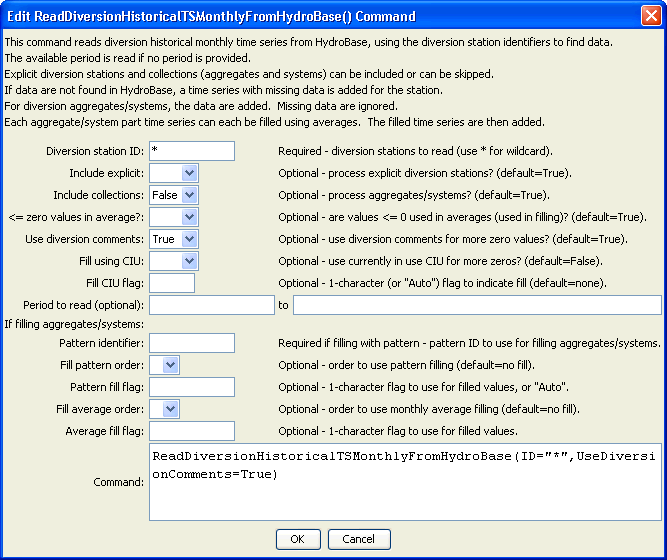 Edit ReadDiversionHistoricalTSMonthlyFromHydroBase() Command
This command reads diversion historical monthly time series from HydroBase, using the diversion station identifiers to find data.
The available period is read if no period is provided.
Explicit diversion stations and collections (aggregates and systems) can be included or can be skipped.
If data are not found in HydroBase, a time series with missing data is added for the station.
For diversion aggregates/systems, the data are added.  Missing data are ignored.
Each aggregate/system part time series can each be filled using averages.  The filled time series are then added.
Diversion station ID: * Required - diversion stations to read (use * for wildcard).
Include explicit: Optional - process explicit diversion stations? (default=True).
Include collections: False Optional - process aggregates/systems? (default=True).
<= zero values in average?: Optional - are values <= 0 used in averages (used in filling)? (default=True).
Use diversion comments: True Optional - use diversion comments for more zero values? (default=True).
Fill using CIU: Optional - use currently in use CIU for more zeros? (default=False).
Fill CIU flag: Optional - 1-character (or "Auto") flag to indicate fill (default=none).
Period to read (optional): to
If filling aggregates/systems:
Pattern identifier: Required if filling with pattern - pattern ID to use for filling aggregates/systems.
Fill pattern order: Optional - order to use pattern filling (default=no fill).
Pattern fill flag: Optional - 1-character flag to use for filled values, or "Auto".
Fill average order: Optional - order to use monthly average filling (default=no fill).
Average fill flag: Optional - 1-character flag to use for filled values.
Command: ReadDiversionHistoricalTSMonthlyFromHydroBase(ID="*",UseDiversi
onComments=True)
OK Cancel